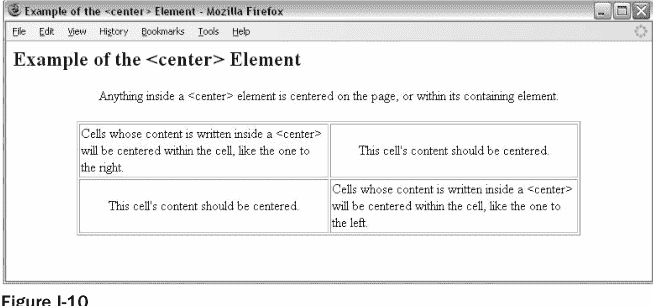 Example of the <center> Element - Mozilla Firefox
File Edit View History Bookmarks Tools Help
Example of the <center> Element
Anything inside a <center> element is centered on the page, or within its containing element.
Cells whose content is written inside a <center>
will be centered within the cell, like the one to
the right.
This cell's content should be centered.
This cell's content should be centered.
Cells whose content is written inside a <center>
will be centered within the cell, like the one to
the left.
Figure I-10